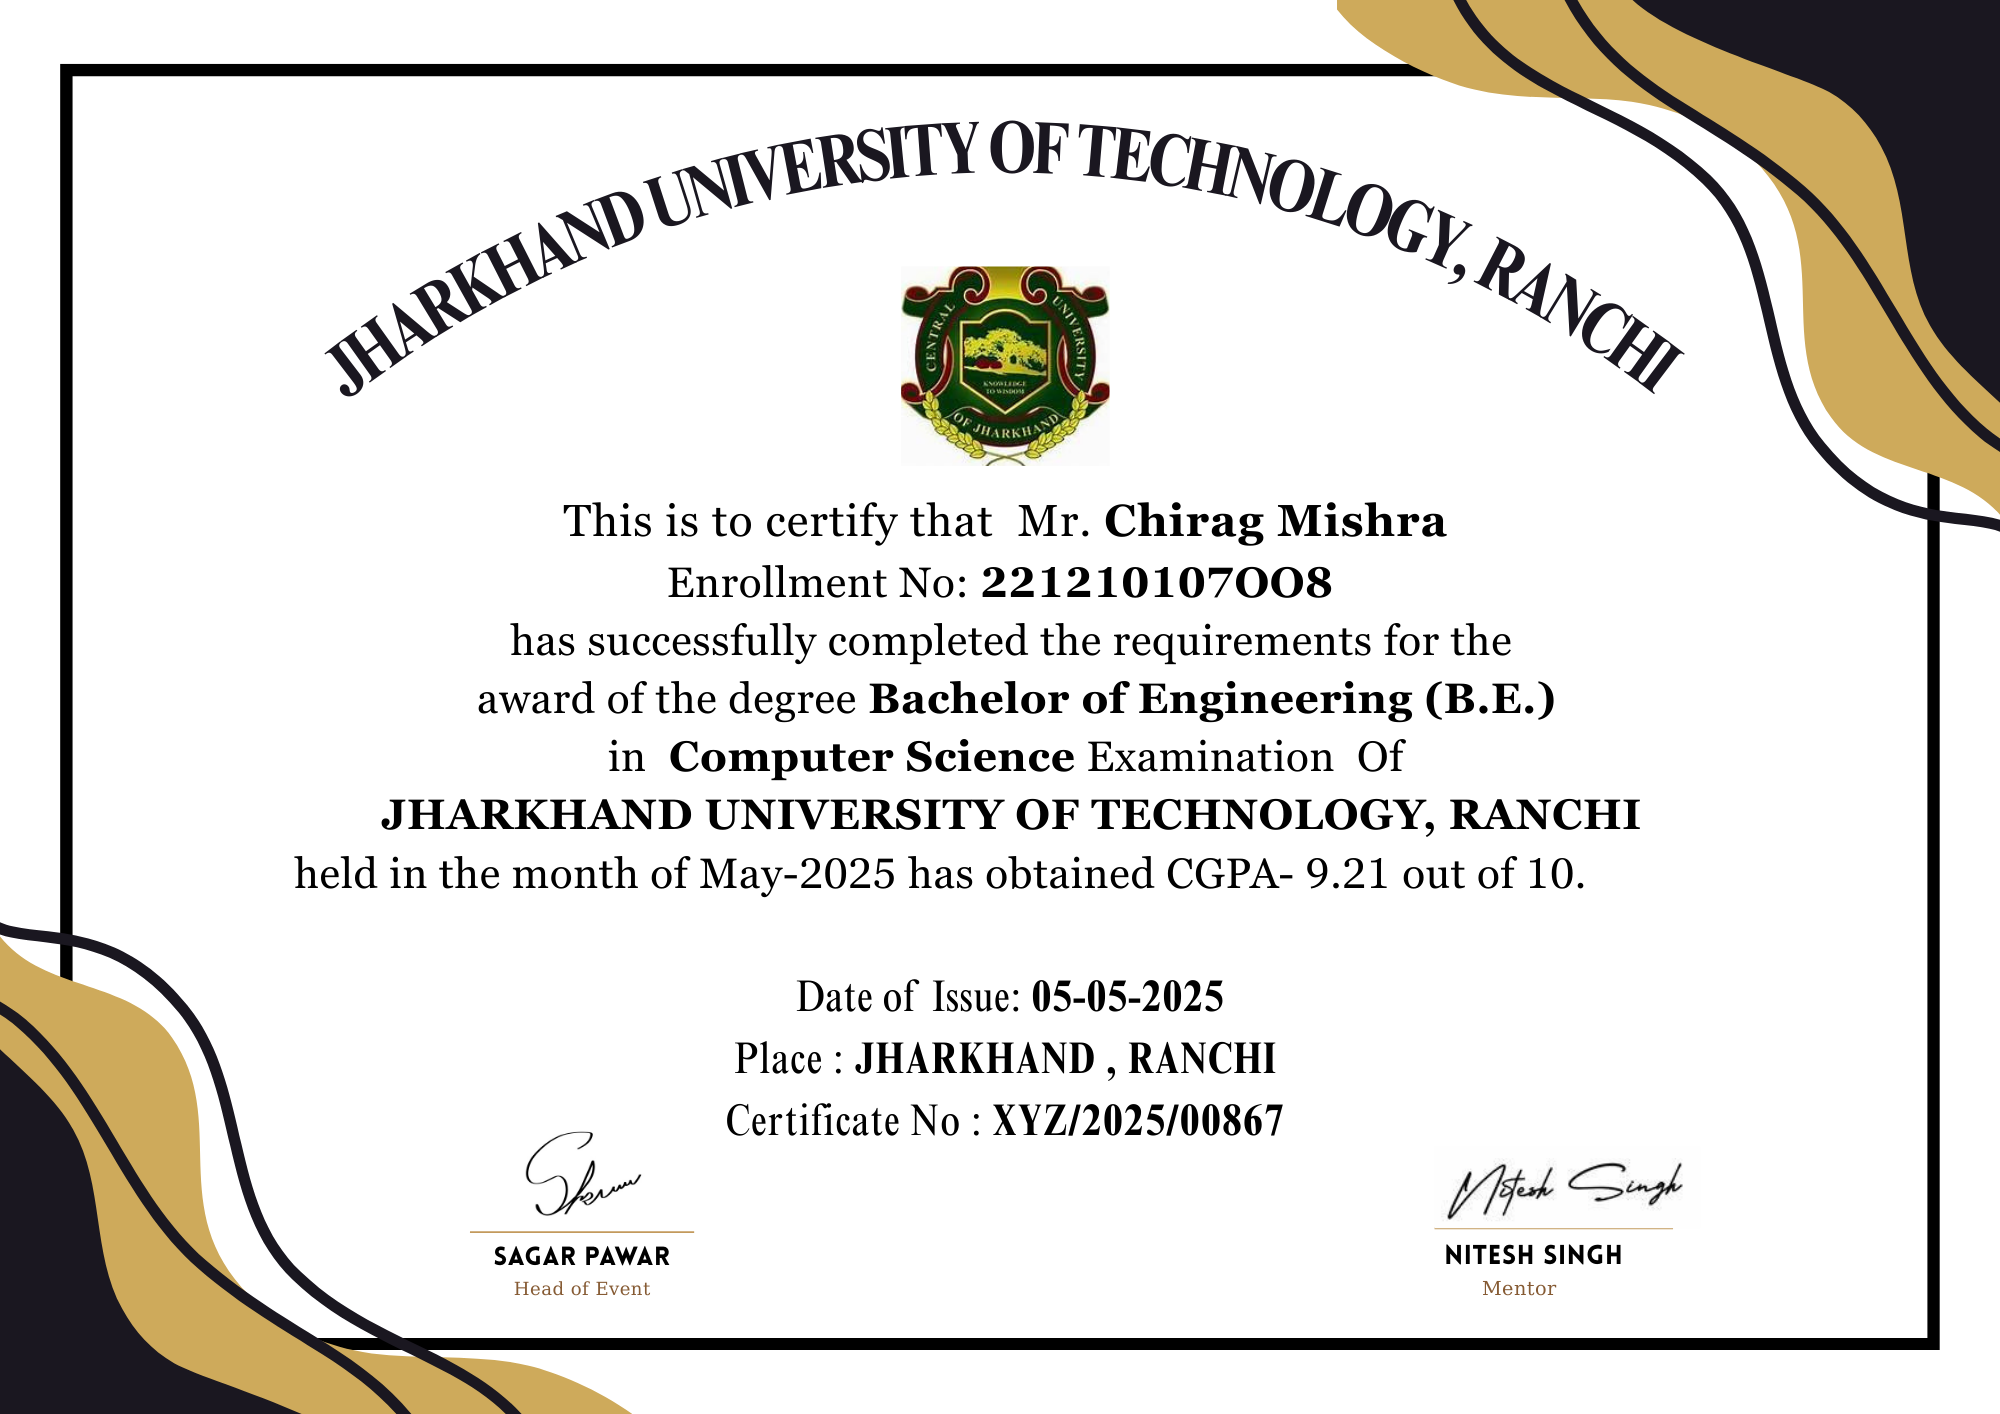 JHARKHAND UNIVERSITY OF TECHNOLOGY, RANCHI
CENTRAL UNIVERSITY
KNOWLEDGE
TO WISDOM
OF JHARKHAND
This is to certify that Mr. Chirag Mishra
Enrollment No: 221210107OO8
has successfully completed the requirements for the
award of the degree Bachelor of Engineering (B.E.)
in Computer Science Examination Of
JHARKHAND UNIVERSITY OF TECHNOLOGY, RANCHI
held in the month of May-2025 has obtained CGPA- 9.21 out of 10.
Date of Issue: 05-05-2025
Place : JHARKHAND , RANCHI
Certificate No : XYZ/2025/00867
Nitesh Singh
SAGAR PAWAR
Head of Event
NITESH SINGH
Mentor